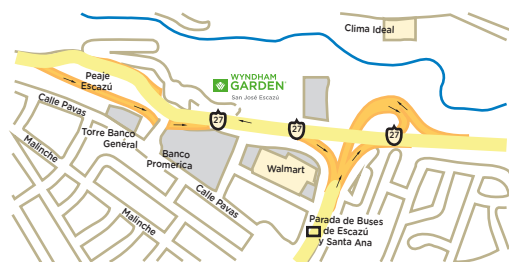 Clima Ideal
Peaje
Escazú
WYNDHAM
GARDEN
San José Escazú
Calle Pavas
27
27
27
Torre Banco
Général
Malinche
Banco
Promerica
Walmart
Calle Pavas
Malinche
Parada de Buses
de Escazú
y Santa Ana